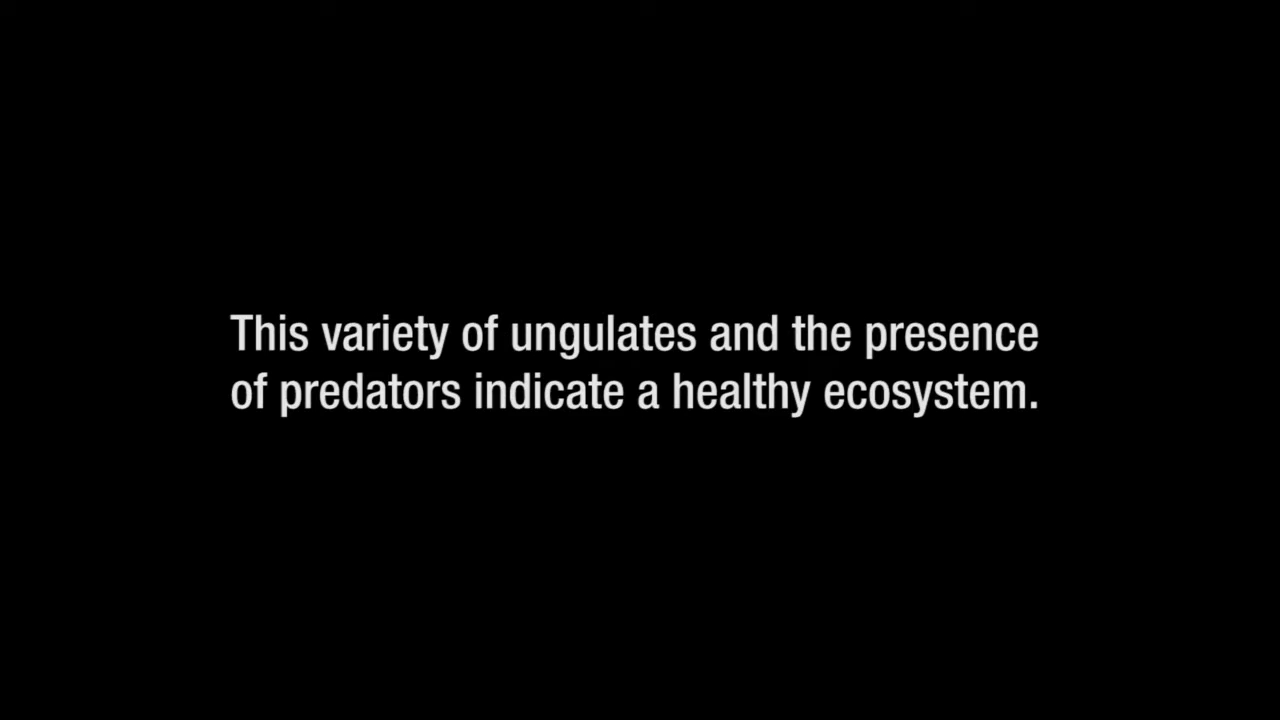 This variety of ungulates and the presence
of predators indicate a healthy ecosystem.